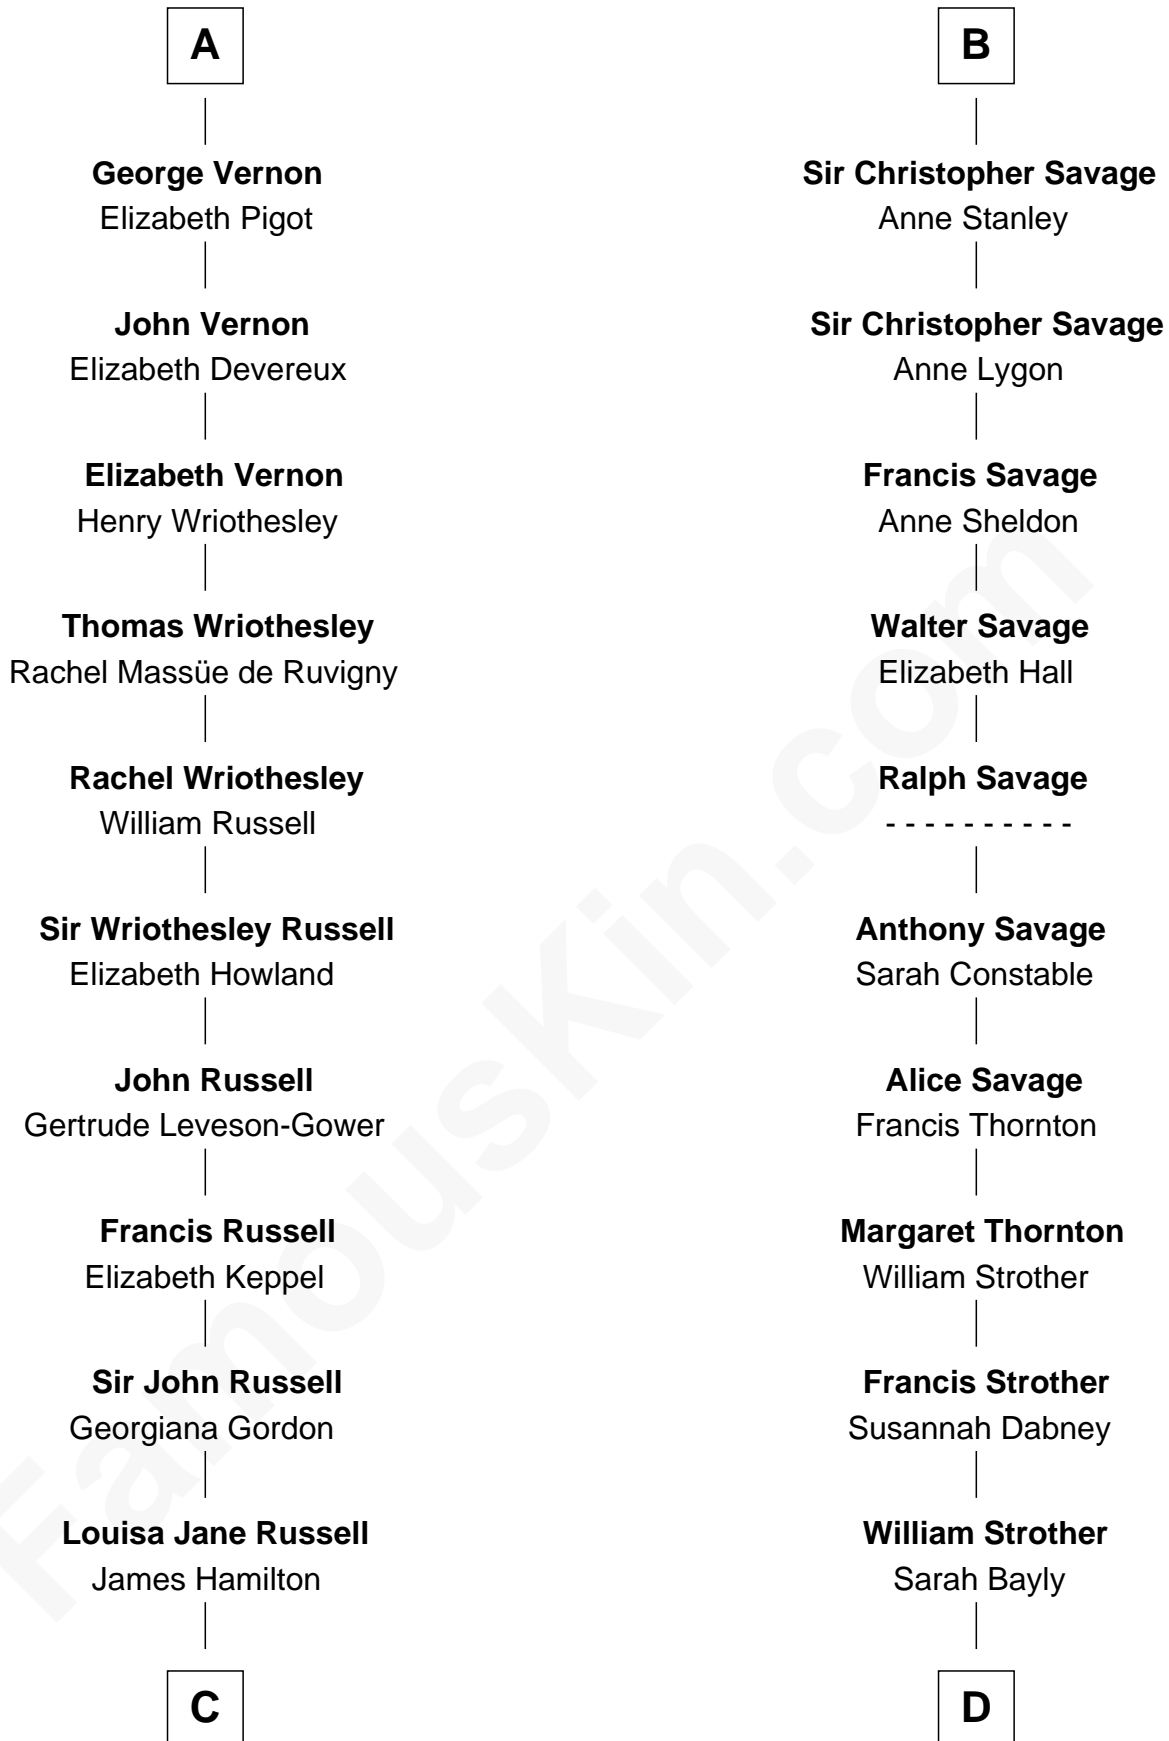 A
George Vernon
Elizabeth Pigot
John Vernon
Elizabeth Devereux
Elizabeth Vernon
Henry Wriothesley
Thomas Wriothesley
Rachel Massüe de Ruvigny
Rachel Wriothesley
William Russell
Sir Wriothesley Russell
Elizabeth Howland
John Russell
Gertrude Leveson-Gower
Francis Russell
Elizabeth Keppel
Sir John Russell
Georgiana Gordon
Louisa Jane Russell
James Hamilton
C
B
Sir Christopher Savage
Anne Stanley
Sir Christopher Savage
Anne Lygon
Francis Savage
Anne Sheldon
Walter Savage
Elizabeth Hall
Ralph Savage
- - - - - - - - - -
Anthony Savage
Sarah Constable
Alice Savage
Francis Thornton
Margaret Thornton
William Strother
Francis Strother
Susannah Dabney
William Strother
Sarah Bayly
D
FamousKin.com